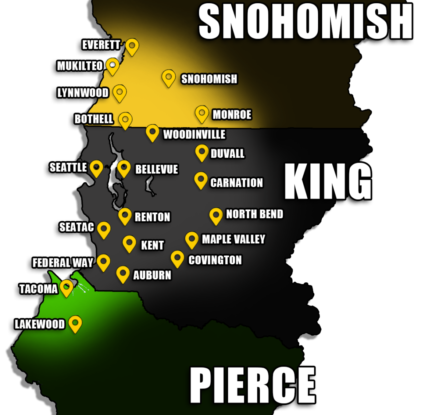 SNOHOMISH
EVERETT
MUKILTEO
SNOHOMISH
LYNNWOOD
MONROE
BOTHELL
WOODINVILLE
DUVALL
SEATTLE
BELLEVUE
CARNATION
KING
RENTON
NORTH BEND
SEATAC
KENT
MAPLE VALLEY
FEDERAL WAY
COVINGTON
AUBURN
TACOMA
LAKEWOOD
PIERCE